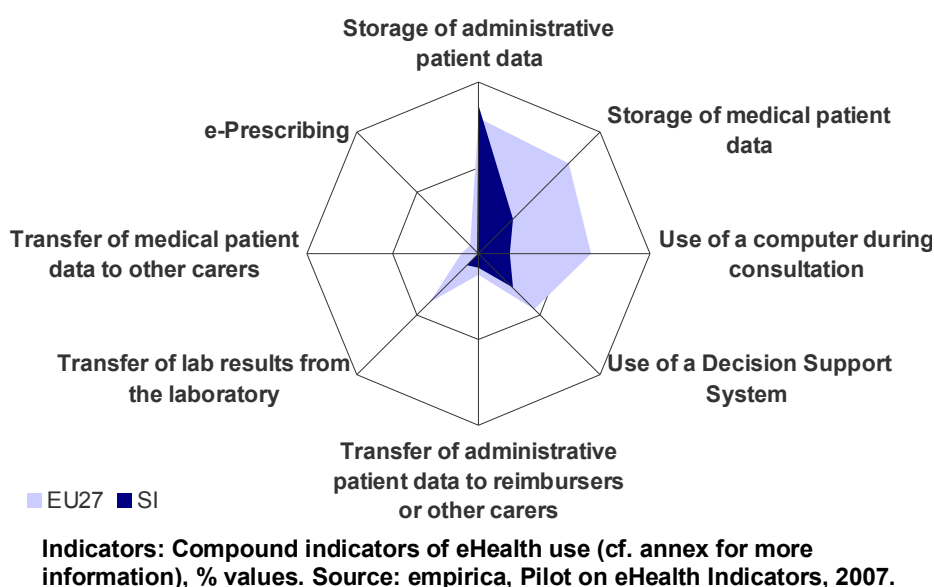 Storage of administrative
patient data
Storage of medical patient
data
e-Prescribing
Use of a computer during
consultation
Transfer of medical patient
data to other carers
Use of a Decision Support
System
Transfer of lab results from
the laboratory
Transfer of administrative
patient data to reimbursers
or other carers
EU27 SI
Indicators: Compound indicators of eHealth use (cf. annex for more
information), % values. Source: empirica, Pilot on eHealth Indicators, 2007.